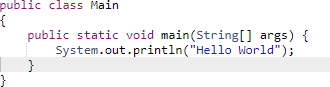 public class Main
{
    public static void main(String[] args) {
        System.out.println("Hello World");
    }
}